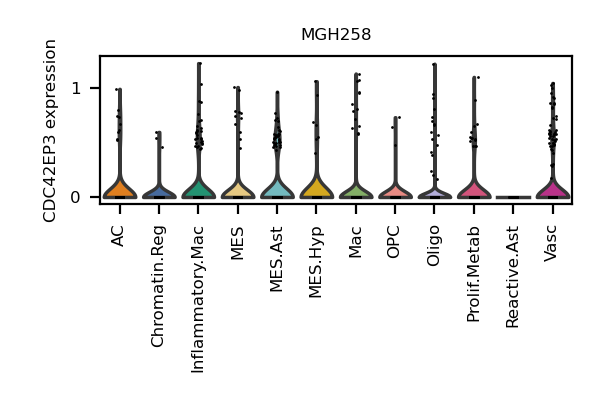 MGH258
CDC42EP3 expression
1
0
AC
Chromatin.Reg
Inflammatory.Mac
MES
MES.Ast
MES.Hyp
Mac
OPC
Oligo
Prolif.Metab
Reactive.Ast
Vasc